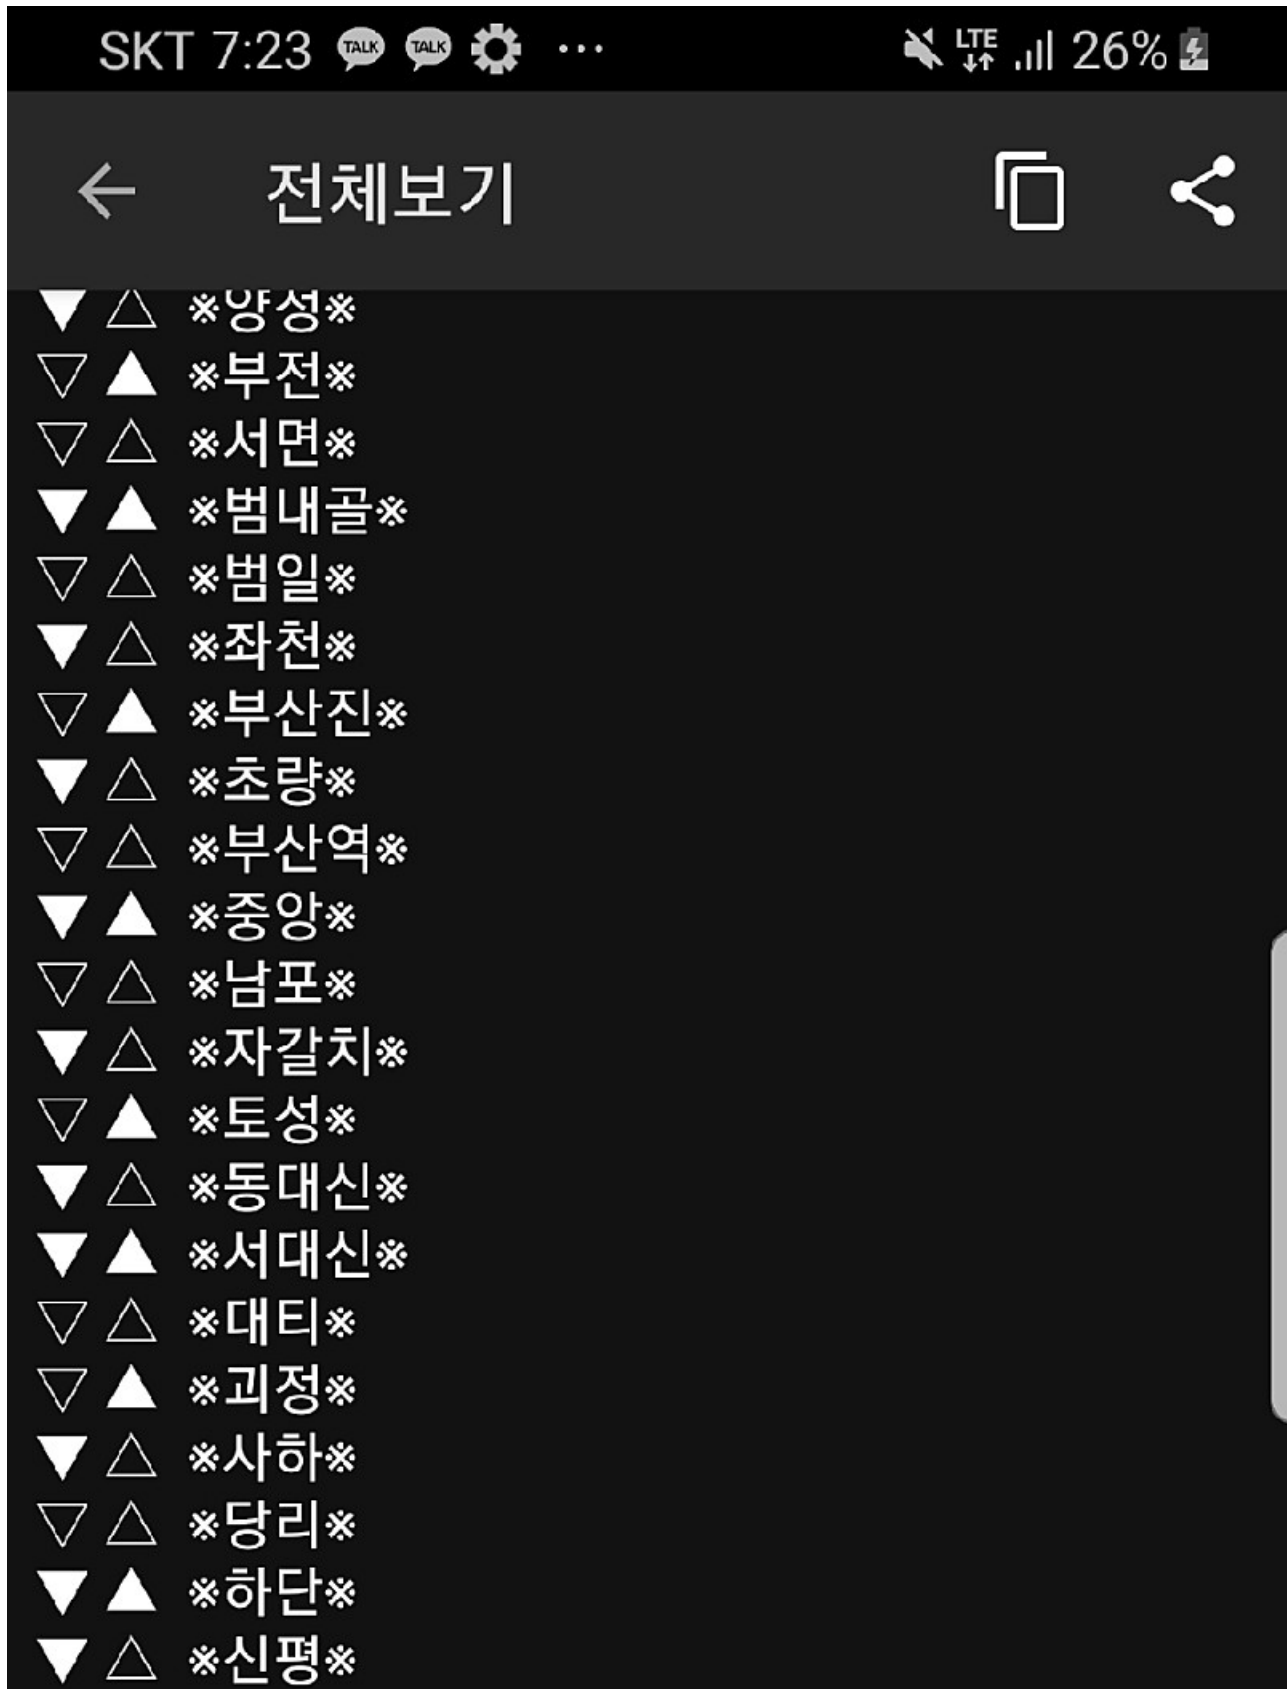 SKT 7:23 TALK TALK ... LTE 26%
전체보기
▼ △ ※양정※
▽ ▲ ※부전※
▽ △ ※서면※
▼ ▲ ※범내골※
▽ △ ※범일※
▼ △ ※좌천※
▽ ▲ ※부산진※
▼ △ ※초량※
▽ △ ※부산역※
▼ ▲ ※중앙※
▽ △ ※남포※
▼ △ ※자갈치※
▽ ▲ ※토성※
▼ △ ※동대신※
▼ ▲ ※서대신※
▽ △ ※대티※
▽ ▲ ※괴정※
▼ △ ※사하※
▽ △ ※당리※
▼ ▲ ※하단※
▼ △ ※신평※